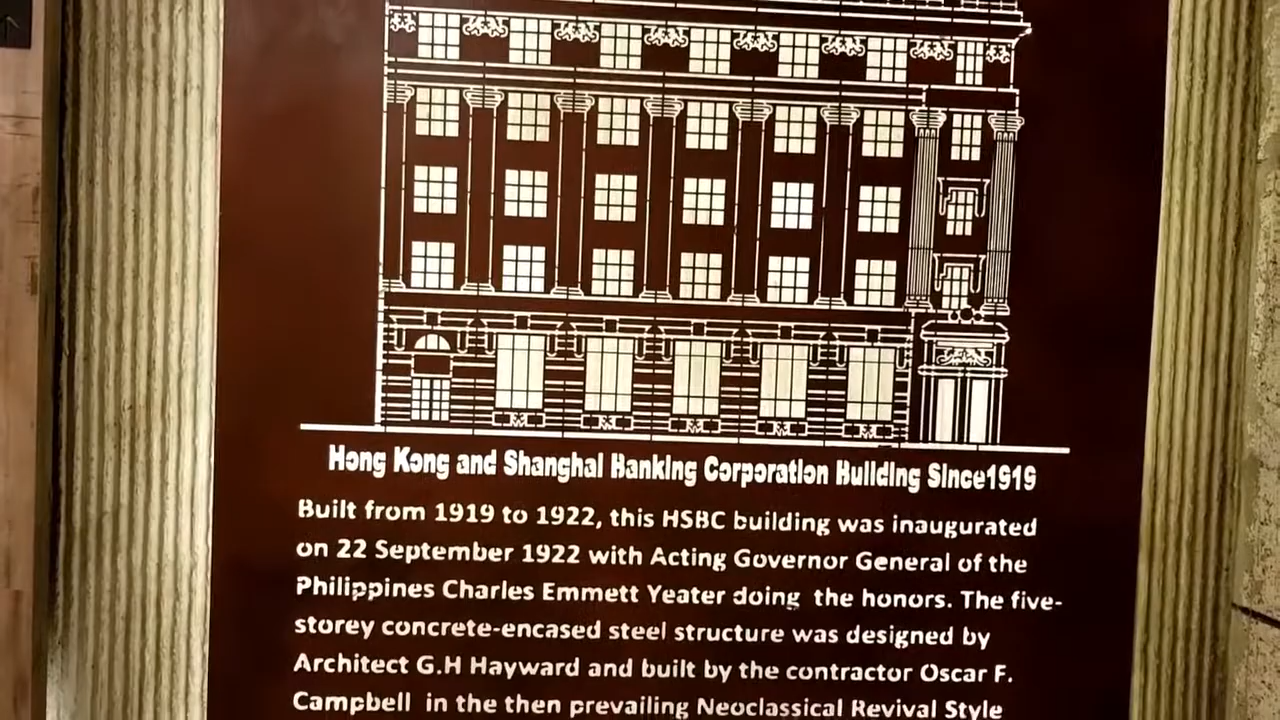 Hong Kong and Shanghai Banking Corporation Building Since1919
Built from 1919 to 1922, this HSBC building was inaugurated
on 22 September 1922 with Acting Governor General of the
Philippines Charles Emmett Yeater doing the honors. The five-
storey concrete-encased steel structure was designed by
Architect G.H Hayward and built by the contractor Oscar F.
Campbell in the then prevailing Neoclassical Revival Style